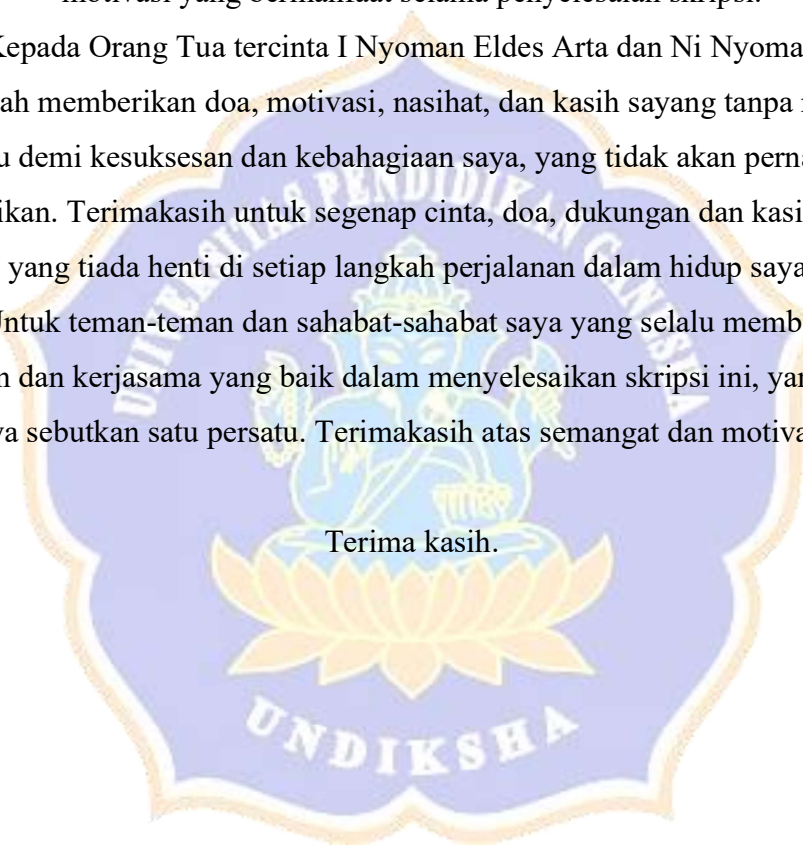 motivasi yang bermanfaat selama penyelesaian skripsi.
Kepada Orang Tua tercinta I Nyoman Eldes Arta dan Ni Nyoma
ah memberikan doa, motivasi, nasihat, dan kasih sayang tanpa
u demi kesuksesan dan kebahagiaan saya, yang tidak akan perna
ikan. Terimakasih untuk segenap cinta, doa, dukungan dan kasi
yang tiada henti di setiap langkah perjalanan dalam hidup saya
Untuk teman-teman dan sahabat-sahabat saya yang selalu memb
n dan kerjasama yang baik dalam menyelesaikan skripsi ini, yan
ya sebutkan satu persatu. Terimakasih atas semangat dan motiva
Terima kasih.
UNIVERSITAS PENDIDIKAN GANESHA
UNDIKSHA